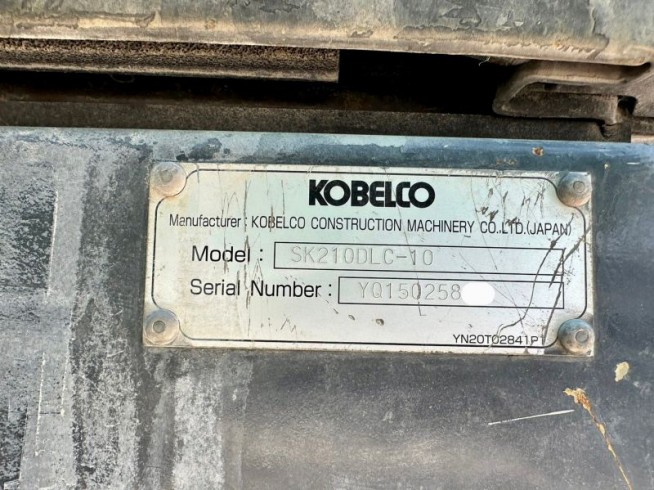 KOBELCO
Manufacturer : KOBELCO CONSTRUCTION MACHINERY CO.LTD.(JAPAN)
Model : SK210DLC-10
Serial Number : YQ150258
YN20T02841P1